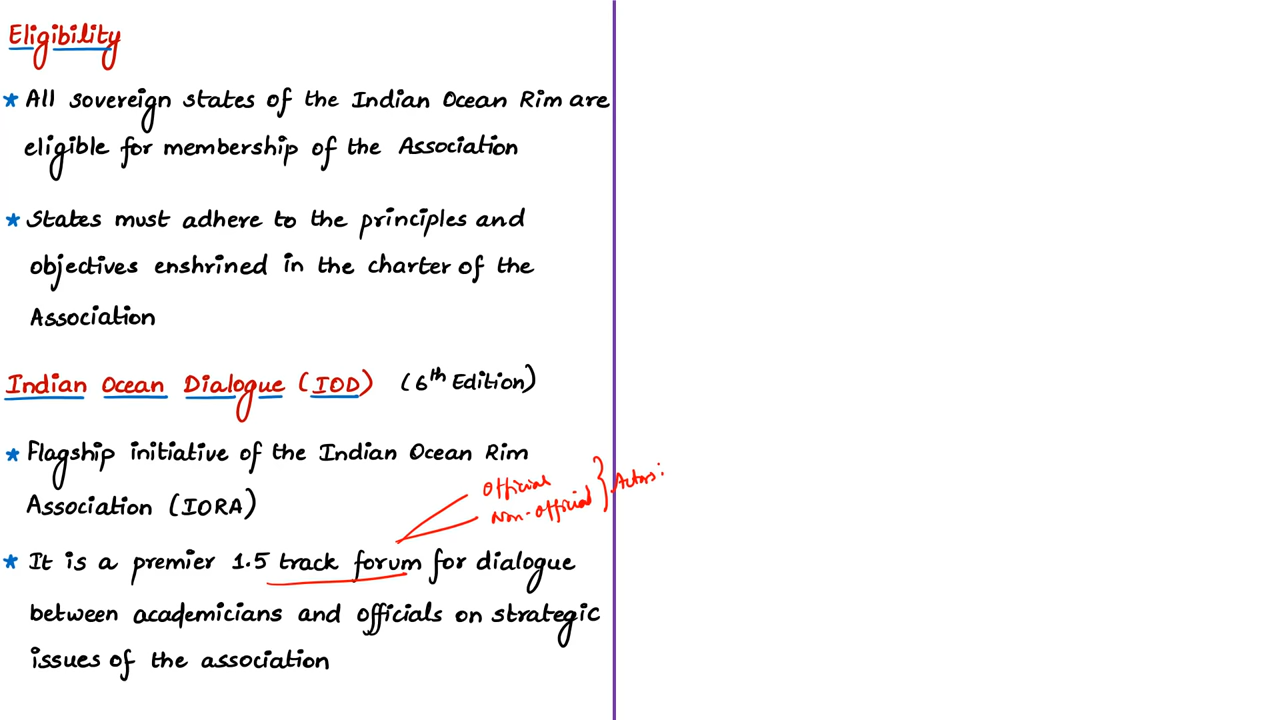 Eligibility
* All sovereign states of the Indian Ocean Rim are
eligible for membership of the Association
* States must adhere to the principles and
objectives enshrined in the charter of the
Association
Indian Ocean Dialogue (IOD) (6th Edition)
* Flagship initiative of the Indian Ocean Rim
Association (IORA)
Official
Non-official } Actors:
* It is a premier 1.5 track forum for dialogue
between academicians and officials on strategic
issues of the association